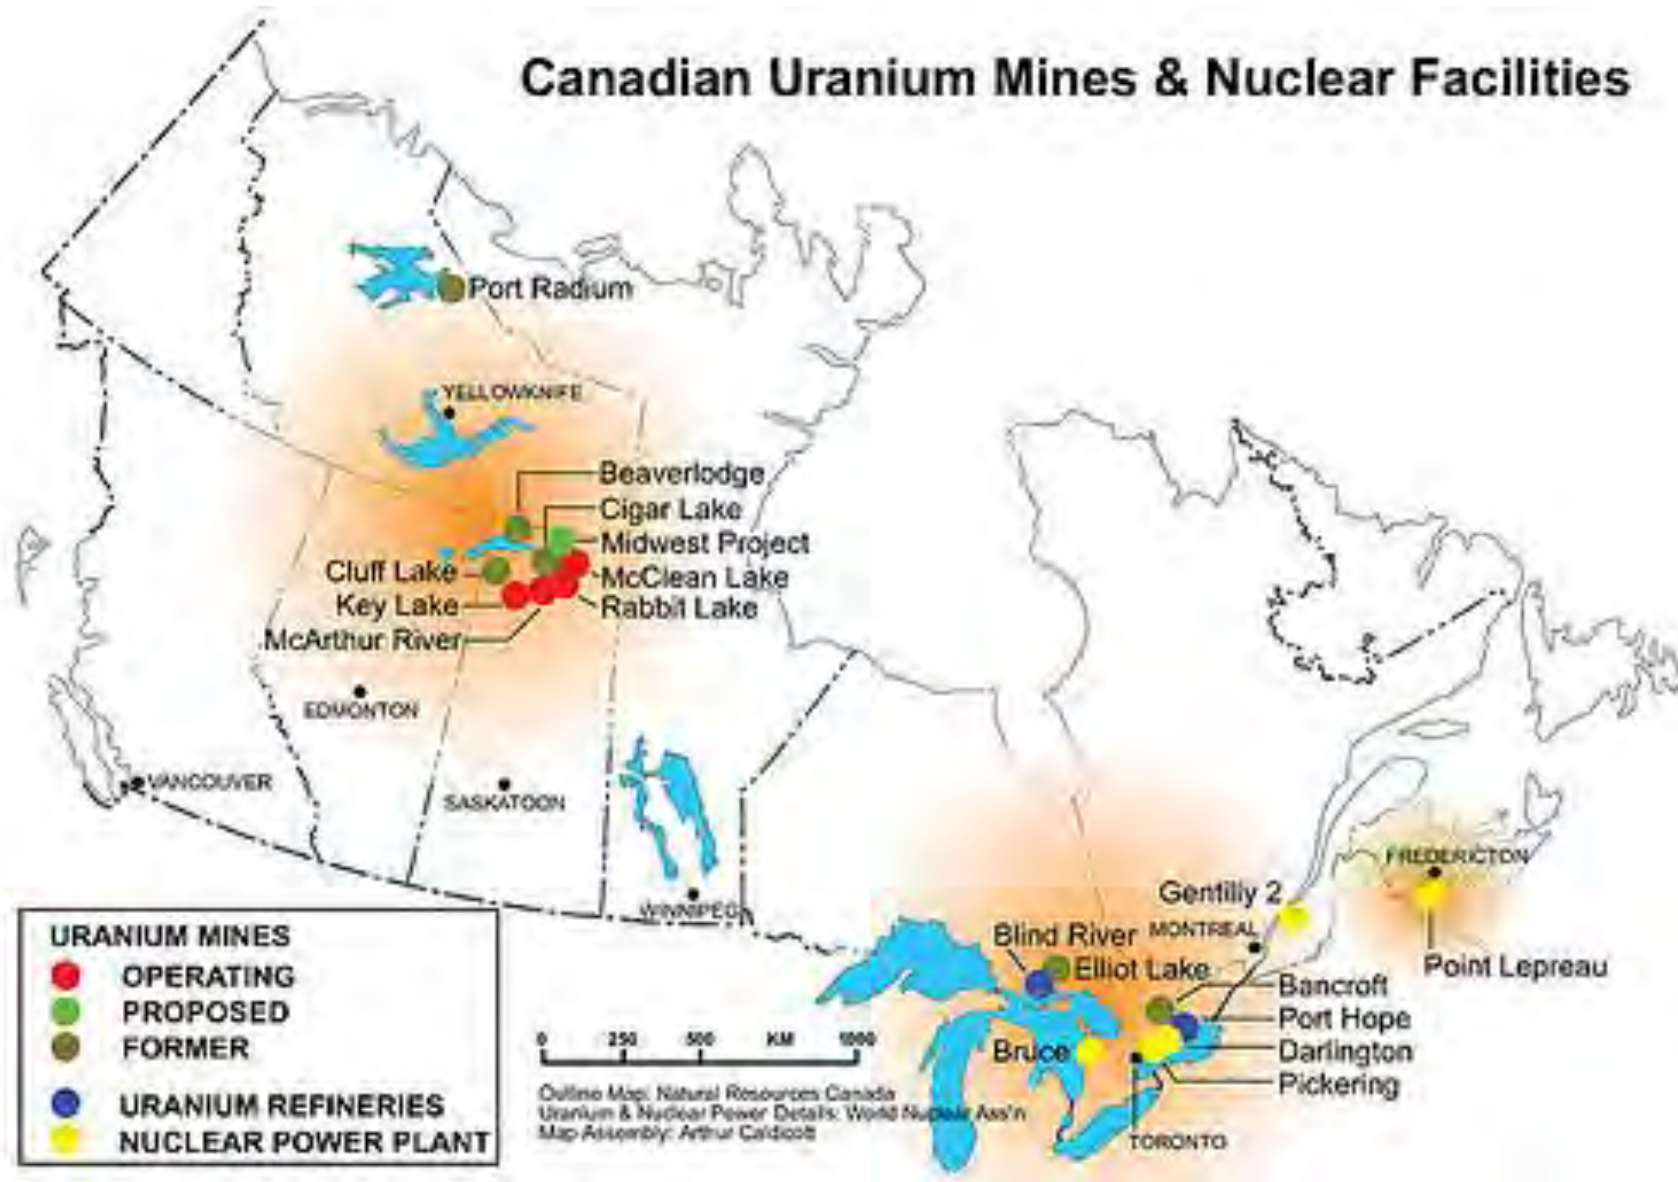 Canadian Uranium Mines & Nuclear Facilities
Port Radium
YELLOWKNIFE
Beaverlodge
Cigar Lake
Midwest Project
Cluff Lake
McClean Lake
Key Lake
Rabbit Lake
McArthur River
EDMONTON
VANCOUVER
SASKATOON
WINNIPEG
FREDERICTON
Gentilly 2
MONTREAL
Blind River
Elliot Lake
Point Lepreau
Bancroft
Port Hope
Bruce
Darlington
Pickering
TORONTO
URANIUM MINES
OPERATING
PROPOSED
FORMER
URANIUM REFINERIES
NUCLEAR POWER PLANT
0 250 500 KM 1000
Outline Map: Natural Resources Canada
Uranium & Nuclear Power Details: World Nuclear Ass'n
Map Assembly: Arthur Caldicott